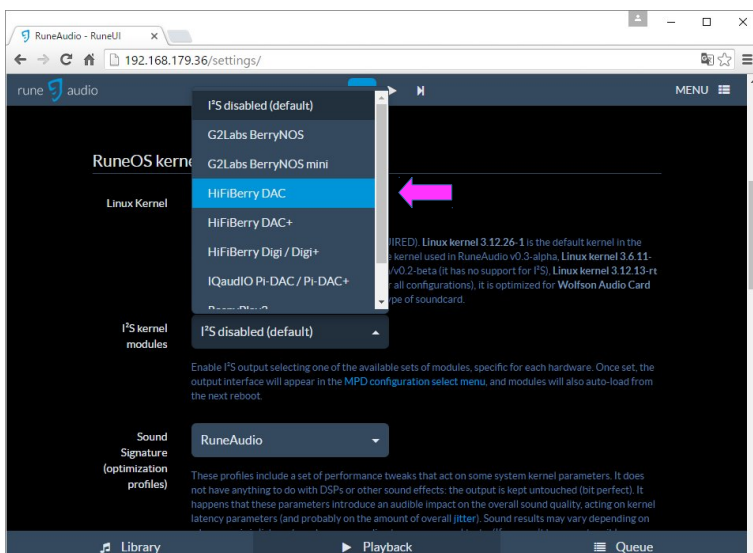 RuneAudio - RuneUI
192.168.179.36/settings/
rune audio
MENU
I²S disabled (default)
G2Labs BerryNOS
G2Labs BerryNOS mini
HiFiBerry DAC
HiFiBerry DAC+
HiFiBerry Digi / Digi+
IQaudIO Pi-DAC / Pi-DAC+
RuneOS kerne
Linux Kernel
IRED). Linux kernel 3.12.26-1 is the default kernel in the
kernel used in RuneAudio v0.3-alpha, Linux kernel 3.6.11-
/v0.2-beta (it has no support for I²S), Linux kernel 3.12.13-rt
r all configurations), it is optimized for Wolfson Audio Card
ype of soundcard.
I²S kernel
modules
I²S disabled (default)
Enable I²S output selecting one of the available sets of modules, specific for each hardware. Once set, the
output interface will appear in the MPD configuration select menu, and modules will also auto-load from
the next reboot.
Sound
Signature
(optimization
profiles)
RuneAudio
These profiles include a set of performance tweaks that act on some system kernel parameters. It does
not have anything to do with DSPs or other sound effects: the output is kept untouched (bit perfect). It
happens that these parameters introduce an audible impact on the overall sound quality, acting on kernel
latency parameters (and probably on the amount of overall jitter). Sound results may vary depending on
Library
Playback
Queue